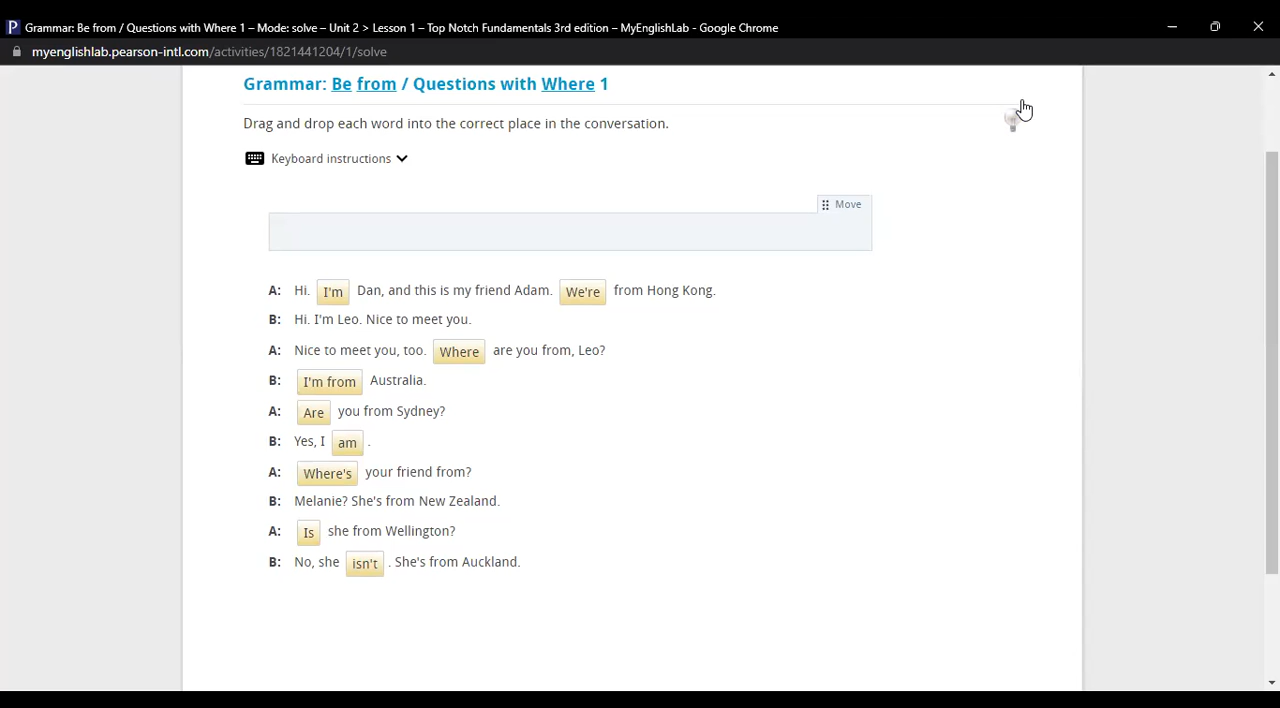 Grammar: Be from / Questions with Where 1 – Mode: solve – Unit 2 > Lesson 1 – Top Notch Fundamentals 3rd edition – MyEnglishLab - Google Chrome
myenglishlab.pearson-intl.com/activities/1821441204/1/solve
Grammar: Be from / Questions with Where 1
Drag and drop each word into the correct place in the conversation.
Keyboard instructions
Move
A: Hi. I'm Dan, and this is my friend Adam. We're from Hong Kong.
B: Hi. I'm Leo. Nice to meet you.
A: Nice to meet you, too. Where are you from, Leo?
B: I'm from Australia.
A: Are you from Sydney?
B: Yes, I am .
A: Where's your friend from?
B: Melanie? She's from New Zealand.
A: Is she from Wellington?
B: No, she isn't . She's from Auckland.